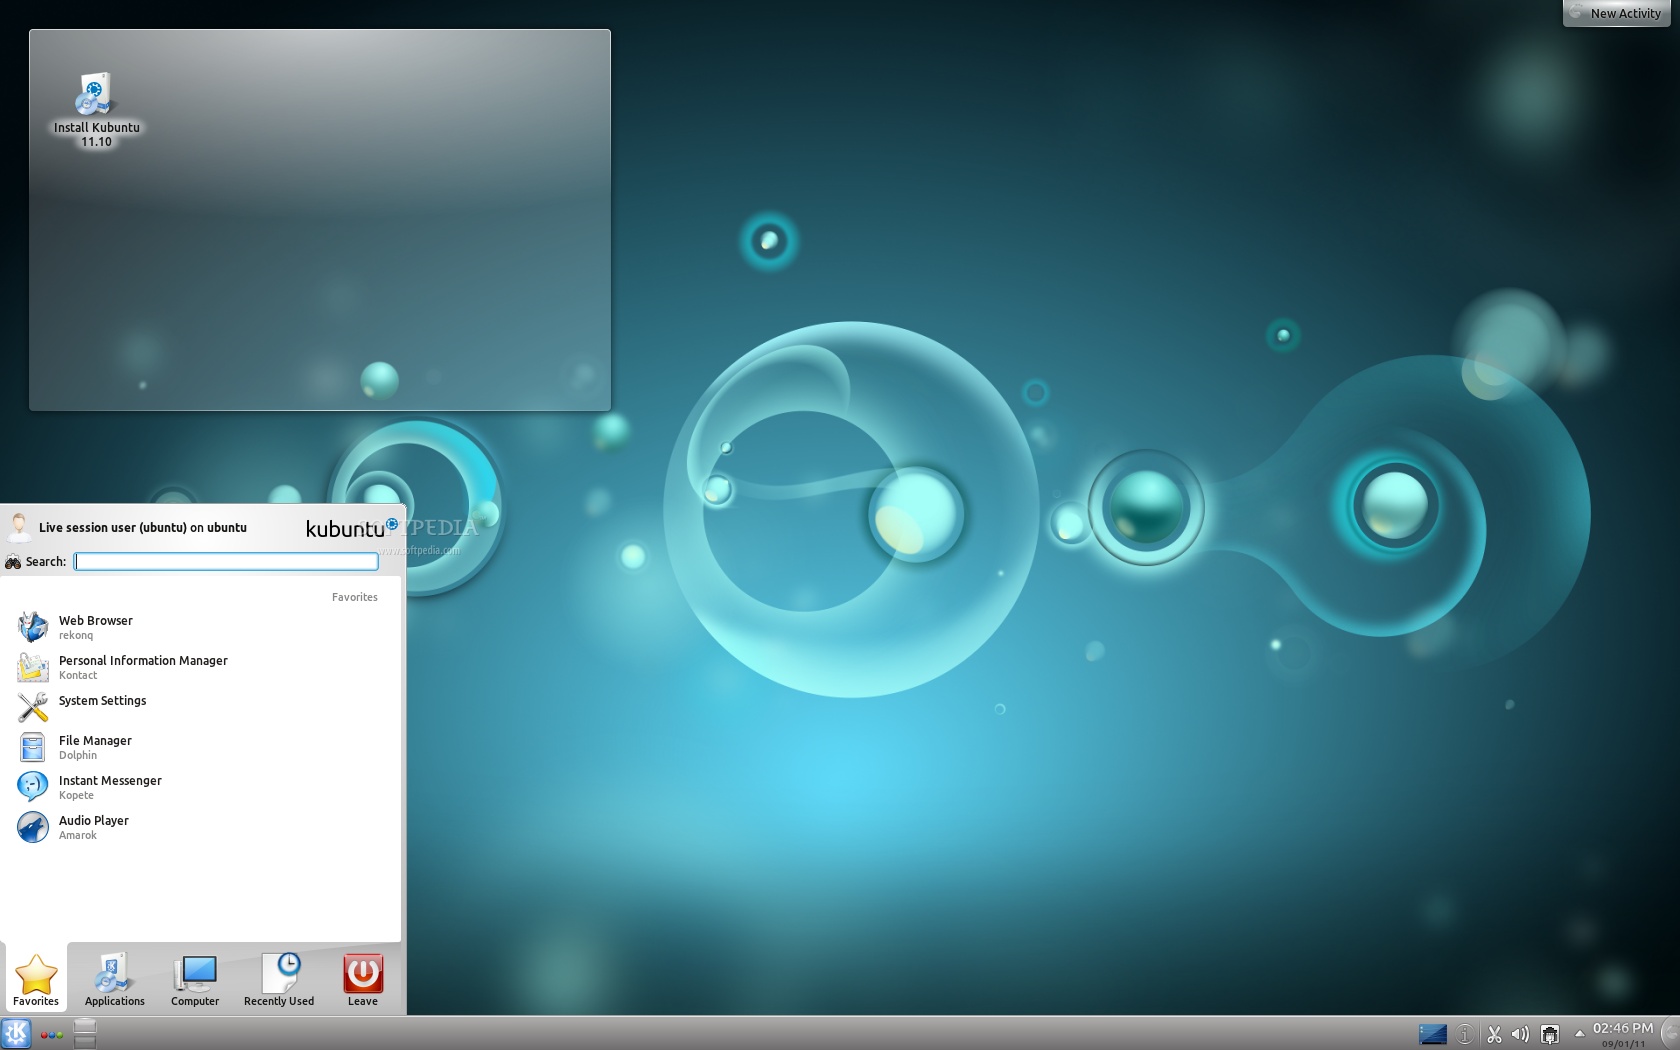 New Activity
Install Kubuntu
11.10
Live session user (ubuntu) on ubuntu
kubuntu
SOFTPEDIA
www.softpedia.com
Search:
Favorites
Web Browser
rekonq
Personal Information Manager
Kontact
System Settings
File Manager
Dolphin
Instant Messenger
Kopete
Audio Player
Amarok
Favorites
Applications
Computer
Recently Used
Leave
02:46 PM
09/01/11